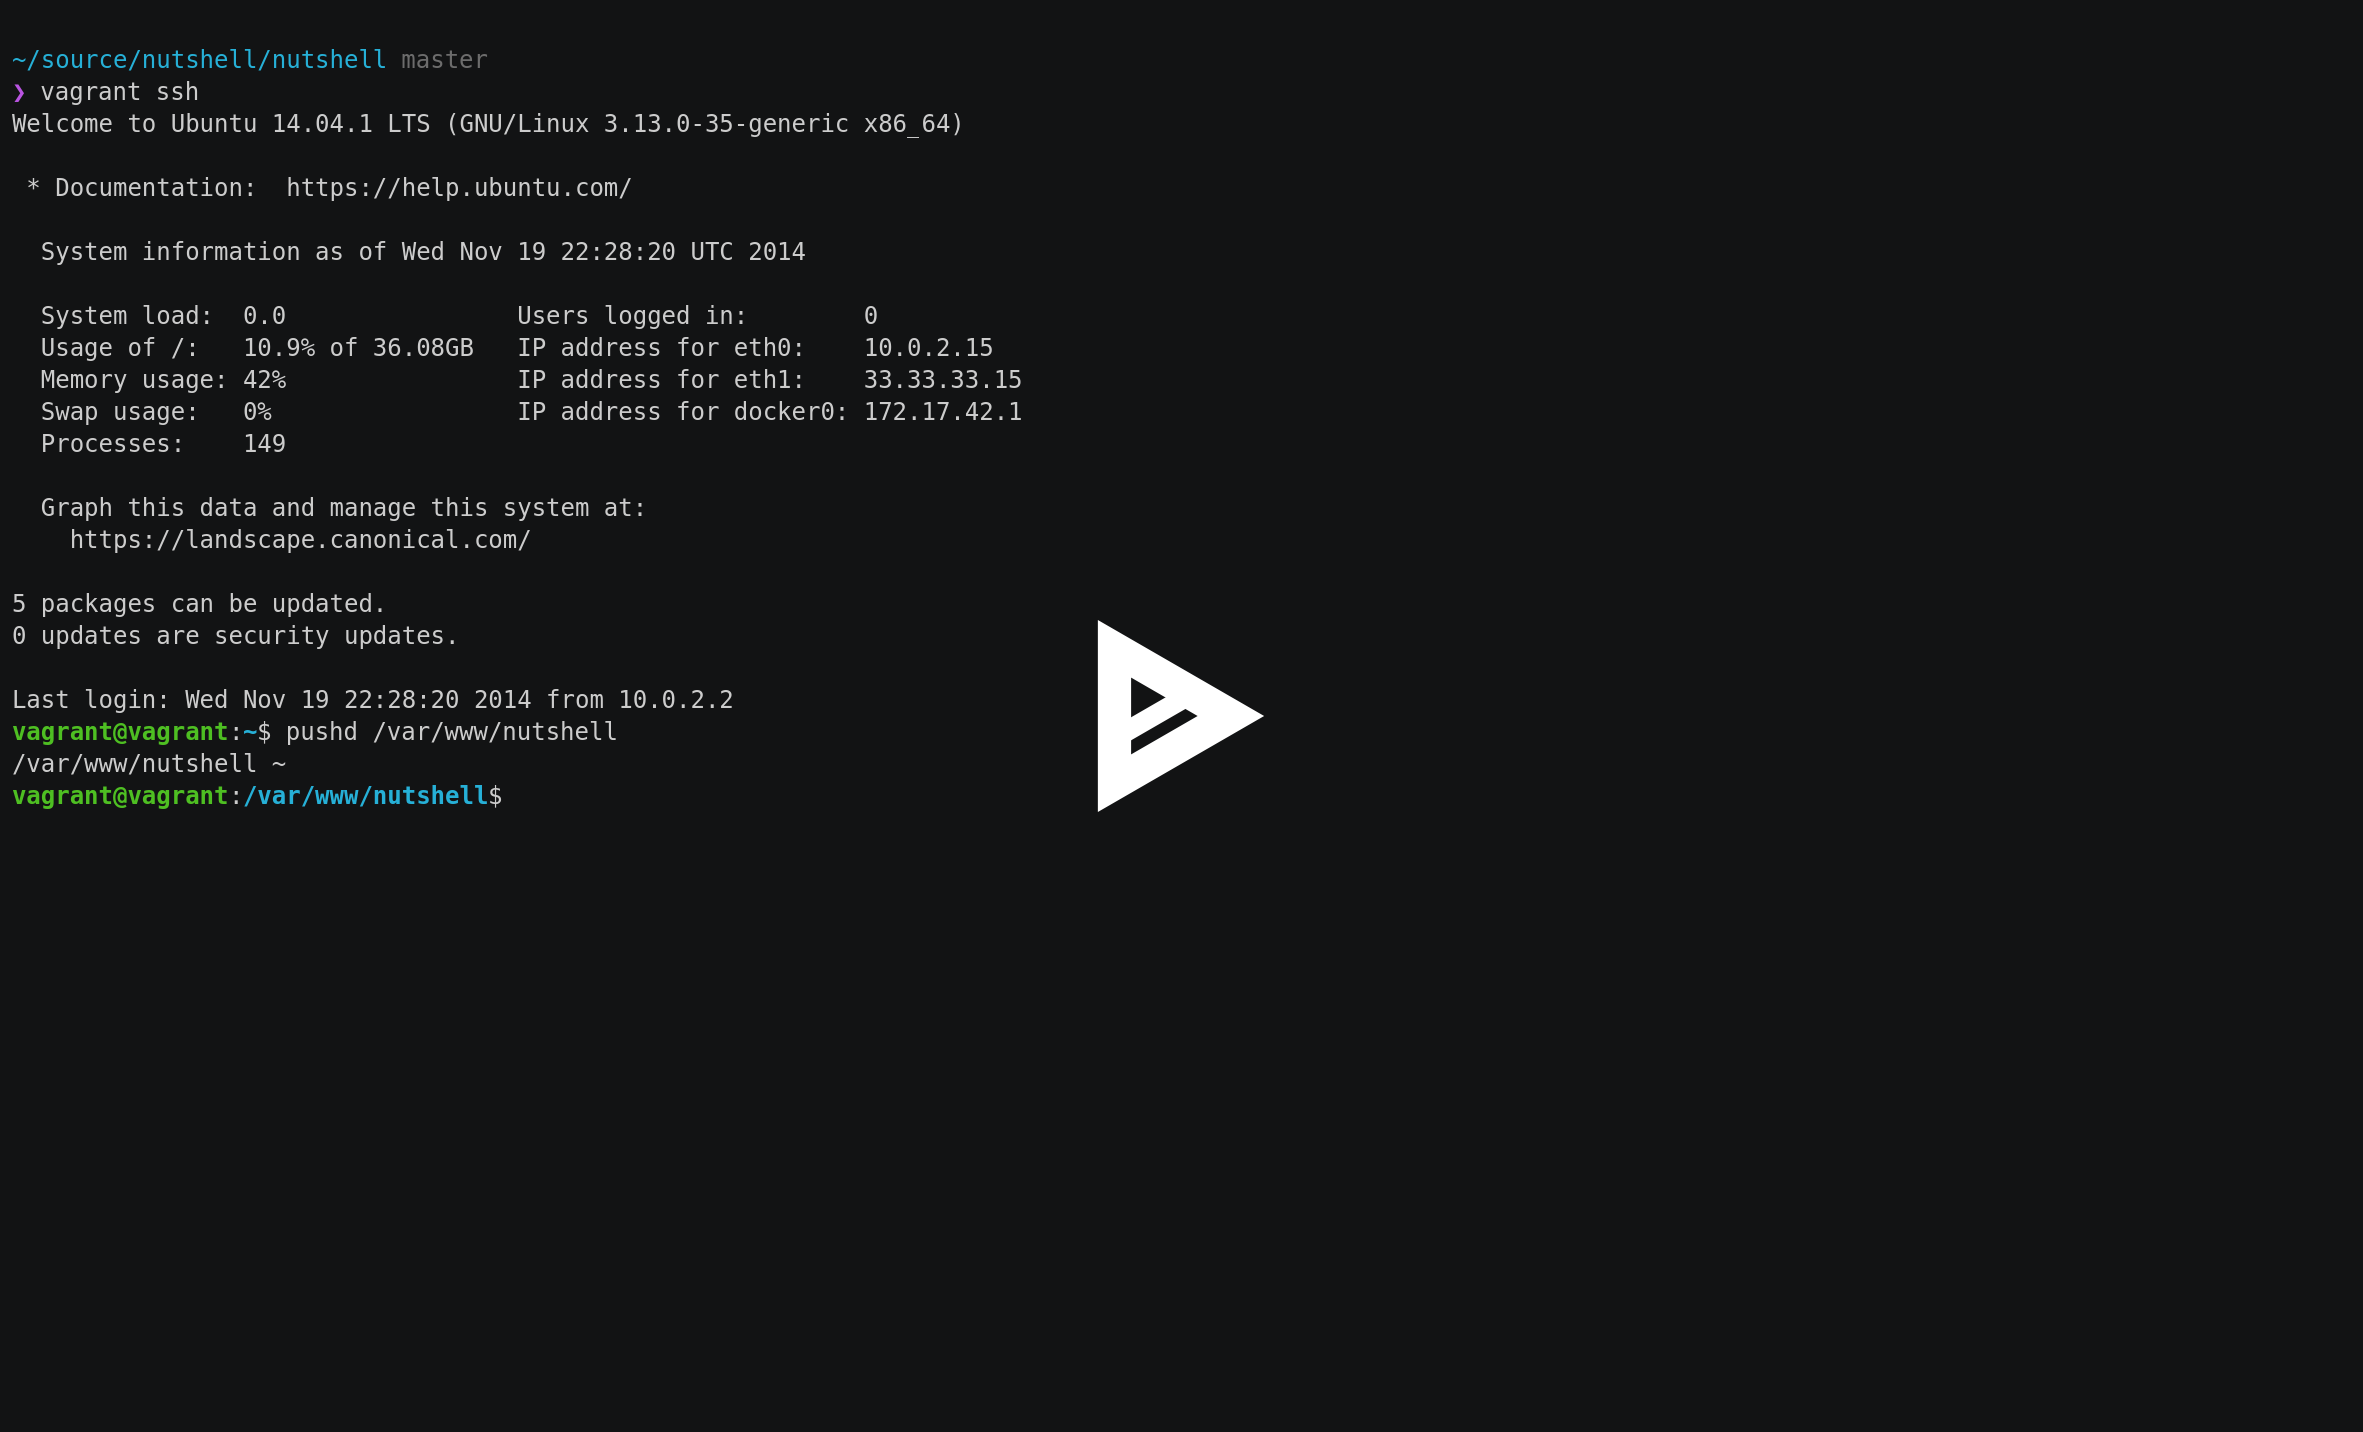 ~/source/nutshell/nutshell master
❯ vagrant ssh
Welcome to Ubuntu 14.04.1 LTS (GNU/Linux 3.13.0-35-generic x86_64)
 * Documentation:  https://help.ubuntu.com/
  System information as of Wed Nov 19 22:28:20 UTC 2014
  System load:  0.0                Users logged in:        0
  Usage of /:   10.9% of 36.08GB   IP address for eth0:    10.0.2.15
  Memory usage: 42%                IP address for eth1:    33.33.33.15
  Swap usage:   0%                 IP address for docker0: 172.17.42.1
  Processes:    149
  Graph this data and manage this system at:
    https://landscape.canonical.com/
5 packages can be updated.
0 updates are security updates.
Last login: Wed Nov 19 22:28:20 2014 from 10.0.2.2
vagrant@vagrant:~$ pushd /var/www/nutshell
/var/www/nutshell ~
vagrant@vagrant:/var/www/nutshell$